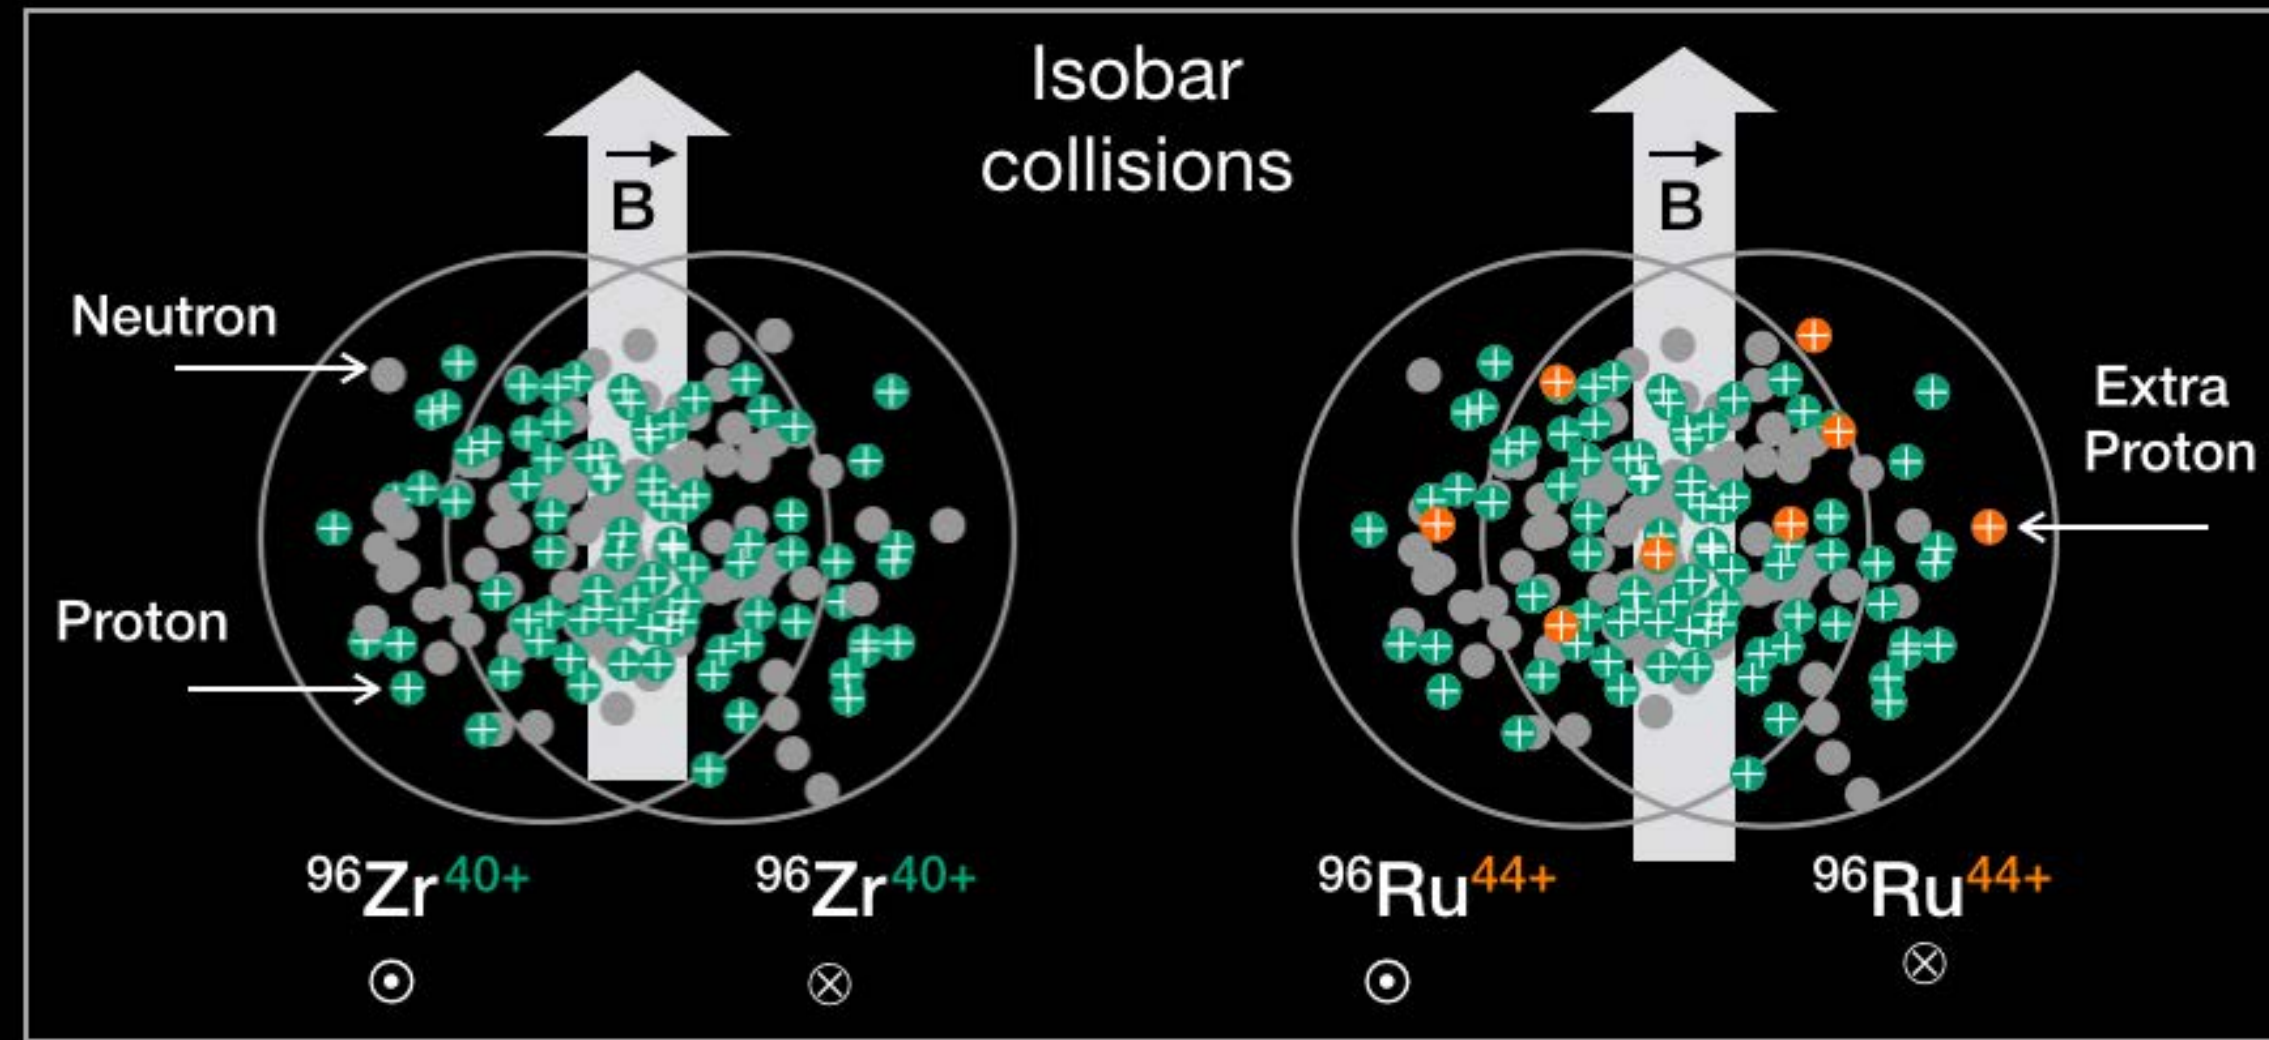 Isobar
collisions
B
B
Neutron
Proton
Extra
Proton
⁹⁶Zr⁴⁰⁺
⁹⁶Zr⁴⁰⁺
⁹⁶Ru⁴⁴⁺
⁹⁶Ru⁴⁴⁺